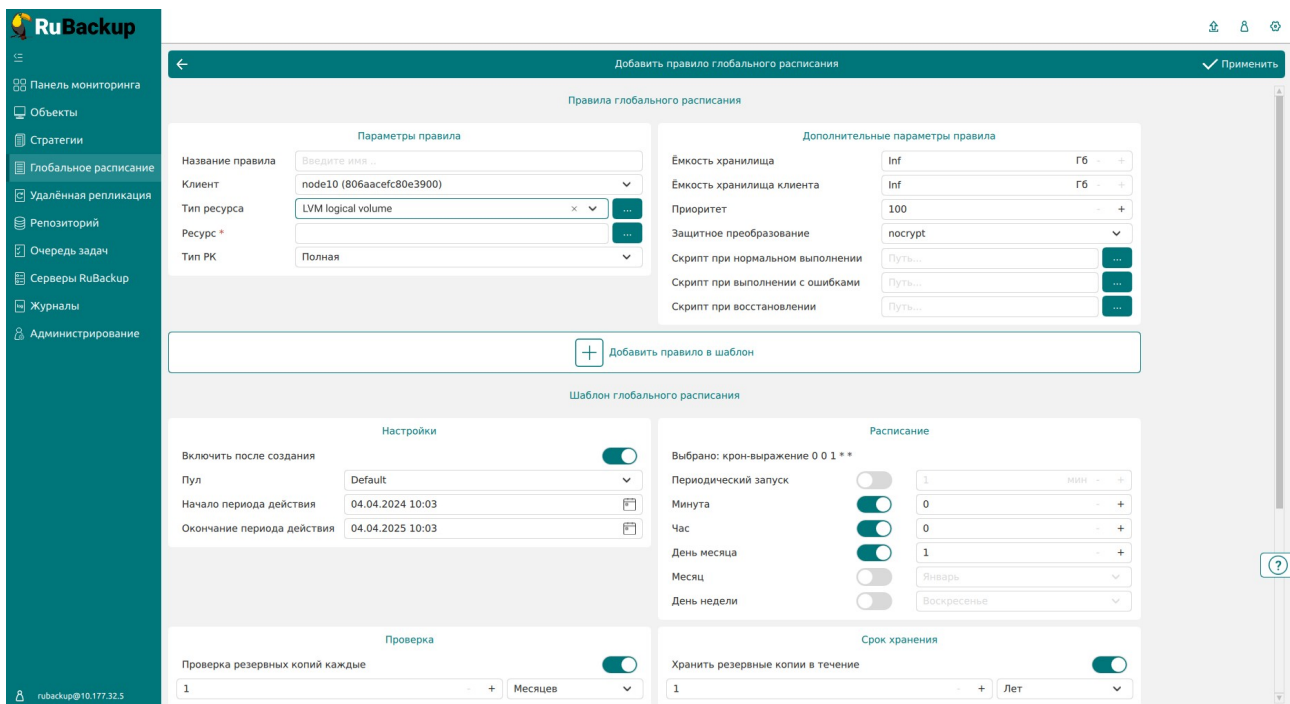 RuBackup
Добавить правило глобального расписания
Применить
Панель мониторинга
Объекты
Стратегии
Глобальное расписание
Удалённая репликация
Репозиторий
Очередь задач
Серверы RuBackup
Журналы
Администрирование
rubackup@10.177.32.5
Правила глобального расписания
Параметры правила
Название правила Введите имя ..
Клиент node10 (806aacefc80e3900)
Тип ресурса LVM logical volume × ...
Ресурс * ...
Тип РК Полная
Дополнительные параметры правила
Ёмкость хранилища Inf Гб - +
Ёмкость хранилища клиента Inf Гб - +
Приоритет 100 - +
Защитное преобразование nocrypt
Скрипт при нормальном выполнении Путь... ...
Скрипт при выполнении с ошибками Путь... ...
Скрипт при восстановлении Путь... ...
+ Добавить правило в шаблон
Шаблон глобального расписания
Настройки
Включить после создания
Пул Default
Начало периода действия 04.04.2024 10:03
Окончание периода действия 04.04.2025 10:03
Расписание
Выбрано: крон-выражение 0 0 1 * *
Периодический запуск 1 мин - +
Минута 0 - +
Час 0 - +
День месяца 1 - +
Месяц Январь
День недели Воскресенье
Проверка
Проверка резервных копий каждые
1 - + Месяцев
Срок хранения
Хранить резервные копии в течение
1 - + Лет
?